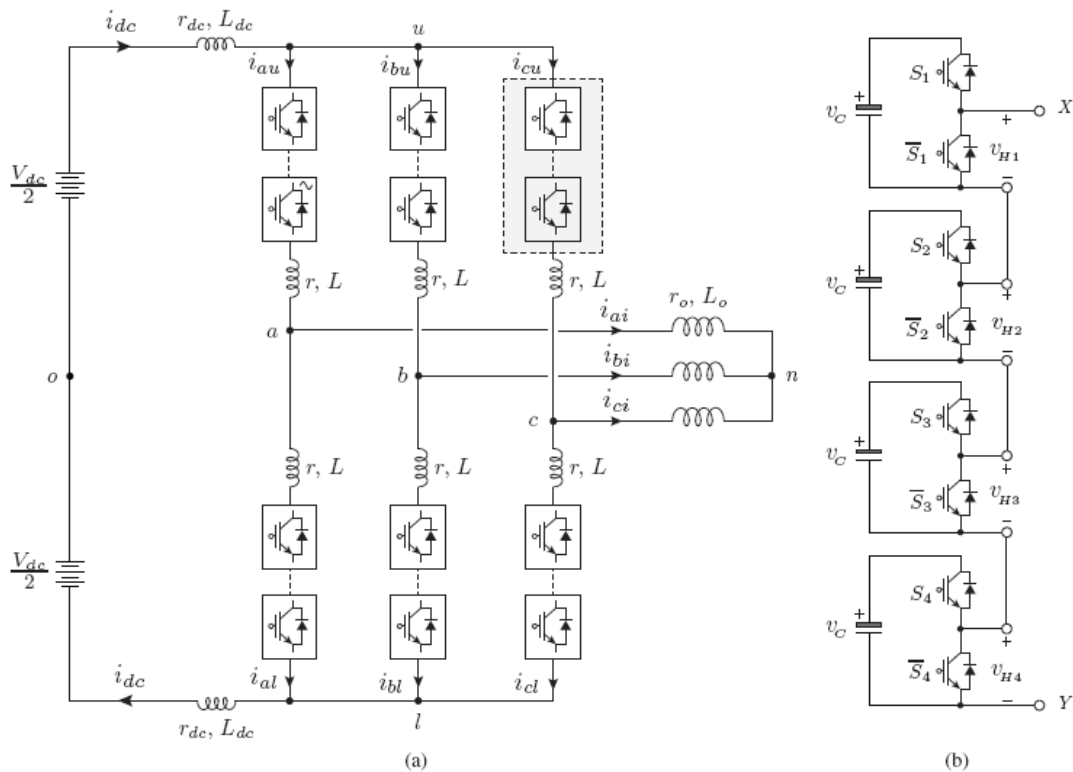 i_dc
r_dc, L_dc
u
i_au
i_bu
i_cu
V_dc/2
r, L
r, L
r, L
r_o, L_o
a
i_ai
o
b
i_bi
n
c
i_ci
r, L
r, L
r, L
V_dc/2
i_dc
i_al
i_bl
i_cl
r_dc, L_dc
l
(a)
S_1
+
v_C
X
+
S̅_1
v_H1
−
S_2
+
v_C
+
S̅_2
v_H2
−
S_3
+
v_C
+
S̅_3
v_H3
−
S_4
+
v_C
+
S̅_4
v_H4
−
Y
(b)